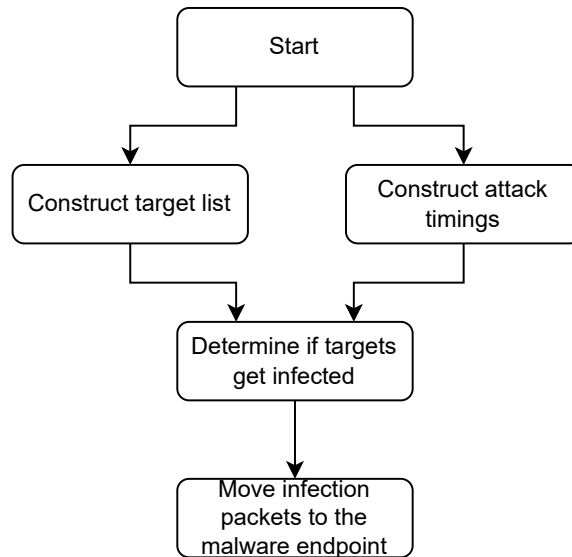 Start
Construct target list
Construct attack
timings
Determine if targets
get infected
Move infection
packets to the
malware endpoint